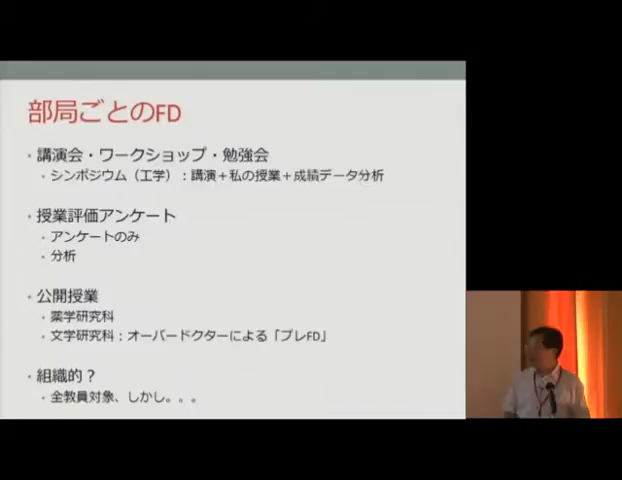 部局ごとのFD
・講演会・ワークショップ・勉強会
・シンポジウム（工学）：講演＋私の授業＋成績データ分析
・授業評価アンケート
・アンケートのみ
・分析
・公開授業
・薬学研究科
・文学研究科：オーバードクターによる「プレFD」
・組織的？
・全教員対象、しかし。。。